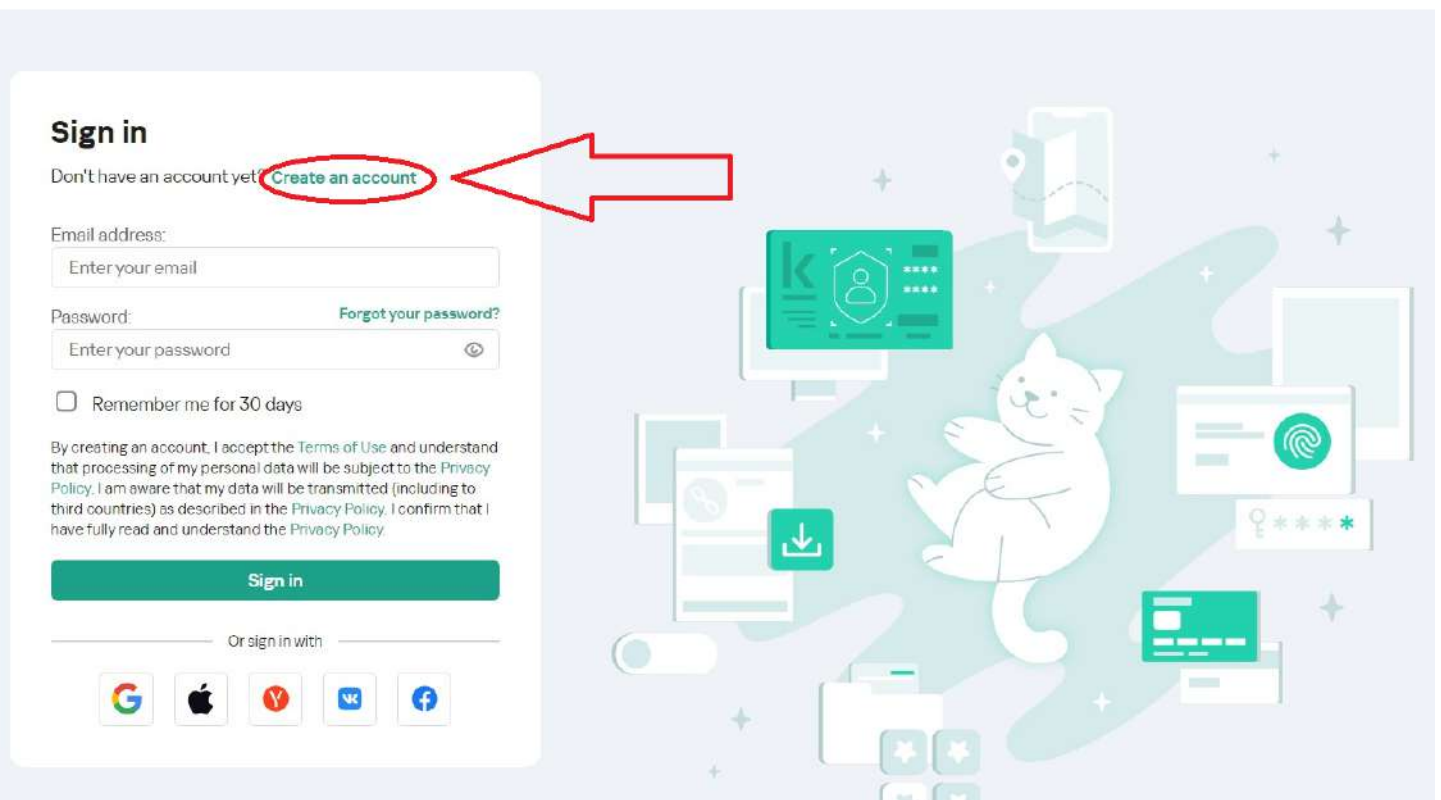 Sign in
Don't have an account yet? Create an account
Email address:
Enter your email
Password:
Forgot your password?
Enter your password
Remember me for 30 days
By creating an account, I accept the Terms of Use and understand
that processing of my personal data will be subject to the Privacy
Policy. I am aware that my data will be transmitted (including to
third countries) as described in the Privacy Policy. I confirm that I
have fully read and understand the Privacy Policy.
Sign in
Or sign in with
k
****
****
****